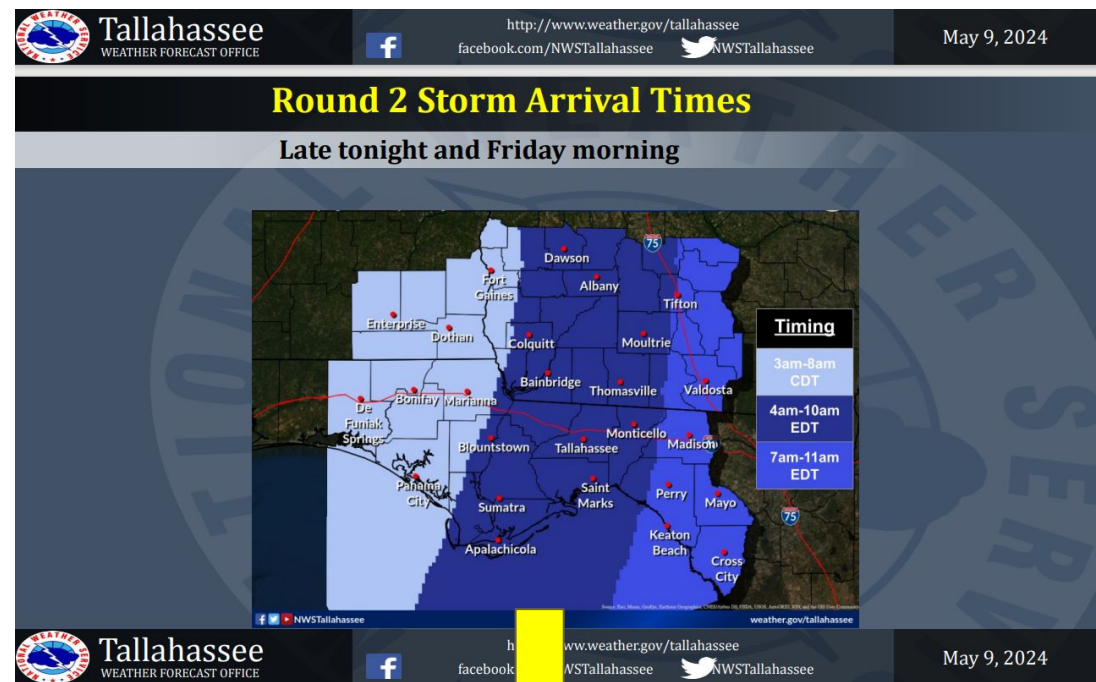 Tallahassee
WEATHER FORECAST OFFICE
http://www.weather.gov/tallahassee
facebook.com/NWSTallahassee NWSTallahassee
May 9, 2024
Round 2 Storm Arrival Times
Late tonight and Friday morning
75
Dawson
Fort
Gaines
Albany
Tifton
Enterprise
Dothan
Colquitt
Moultrie
Bainbridge
Thomasville
Valdosta
De
Funiak
Springs
Bonifay
Marianna
Blountstown
Tallahassee
Monticello
Madison
Panama
City
Sumatra
Saint
Marks
Perry
Mayo
75
Apalachicola
Keaton
Beach
Cross
City
Timing
3am-8am
CDT
4am-10am
EDT
7am-11am
EDT
NWSTallahassee
weather.gov/tallahassee
Tallahassee
WEATHER FORECAST OFFICE
h ww.weather.gov/tallahassee
facebook WSTallahassee NWSTallahassee
May 9, 2024